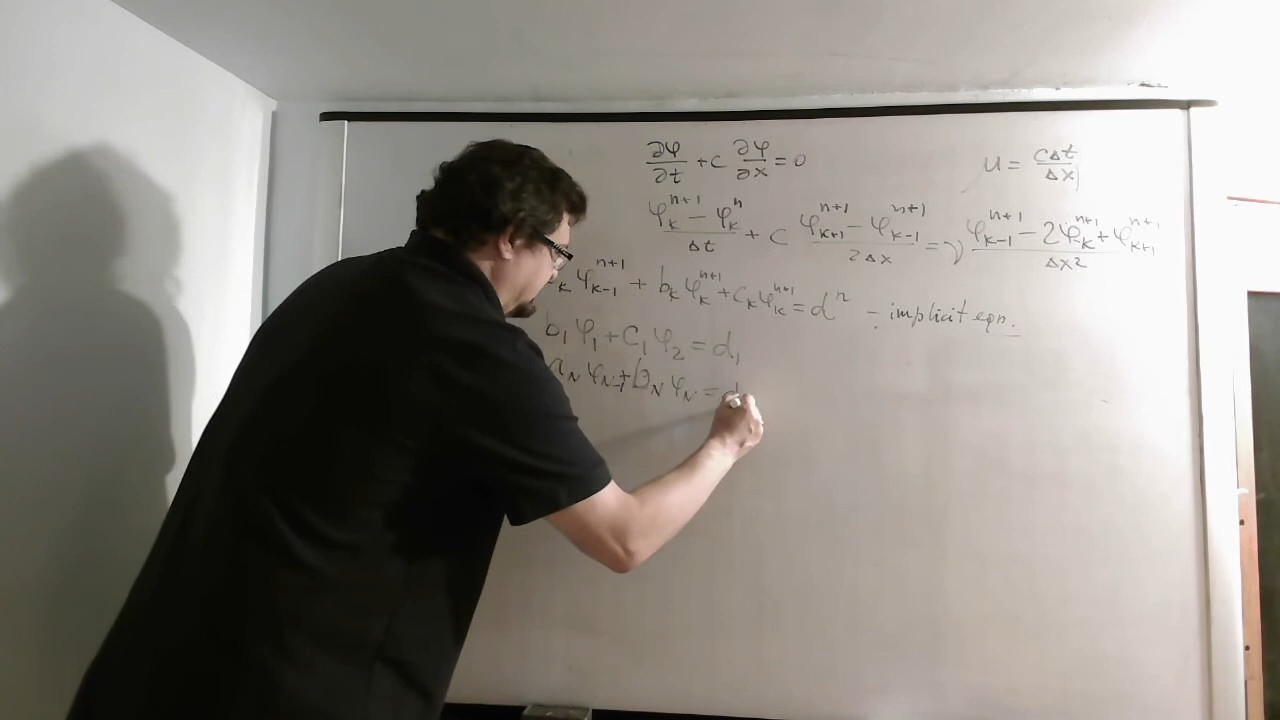 ∂φ/∂t + c ∂φ/∂x = 0
u = cΔt/Δx
(φ_k^{n+1} − φ_k^n)/Δt + c (φ_{k+1}^{n+1} − φ_{k−1}^{n+1})/2Δx = ν (φ_{k−1}^{n+1} − 2φ_k^{n+1} + φ_{k+1}^{n+1})/Δx²
φ_{k−1}^{n+1} + b_k φ_k^{n+1} + c_k φ_k^{n+1} = d^n – implicit eqn.
b_1 φ_1 + c_1 φ_2 = d_1
a_N φ_{N−1} + b_N φ_N = d